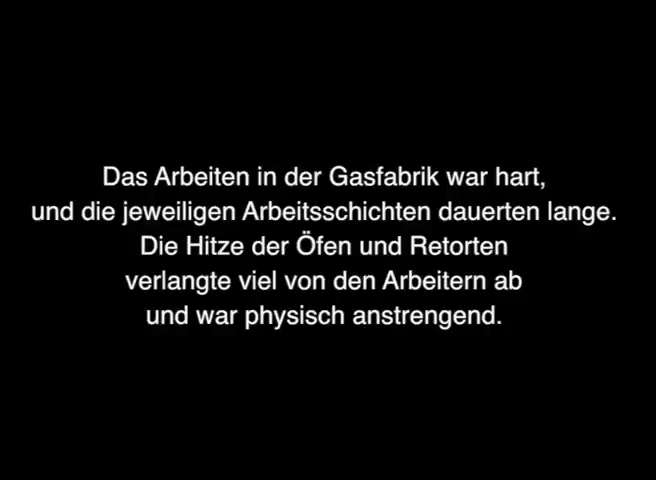 Das Arbeiten in der Gasfabrik war hart,
und die jeweiligen Arbeitsschichten dauerten lange.
Die Hitze der Öfen und Retorten
verlangte viel von den Arbeitern ab
und war physisch anstrengend.